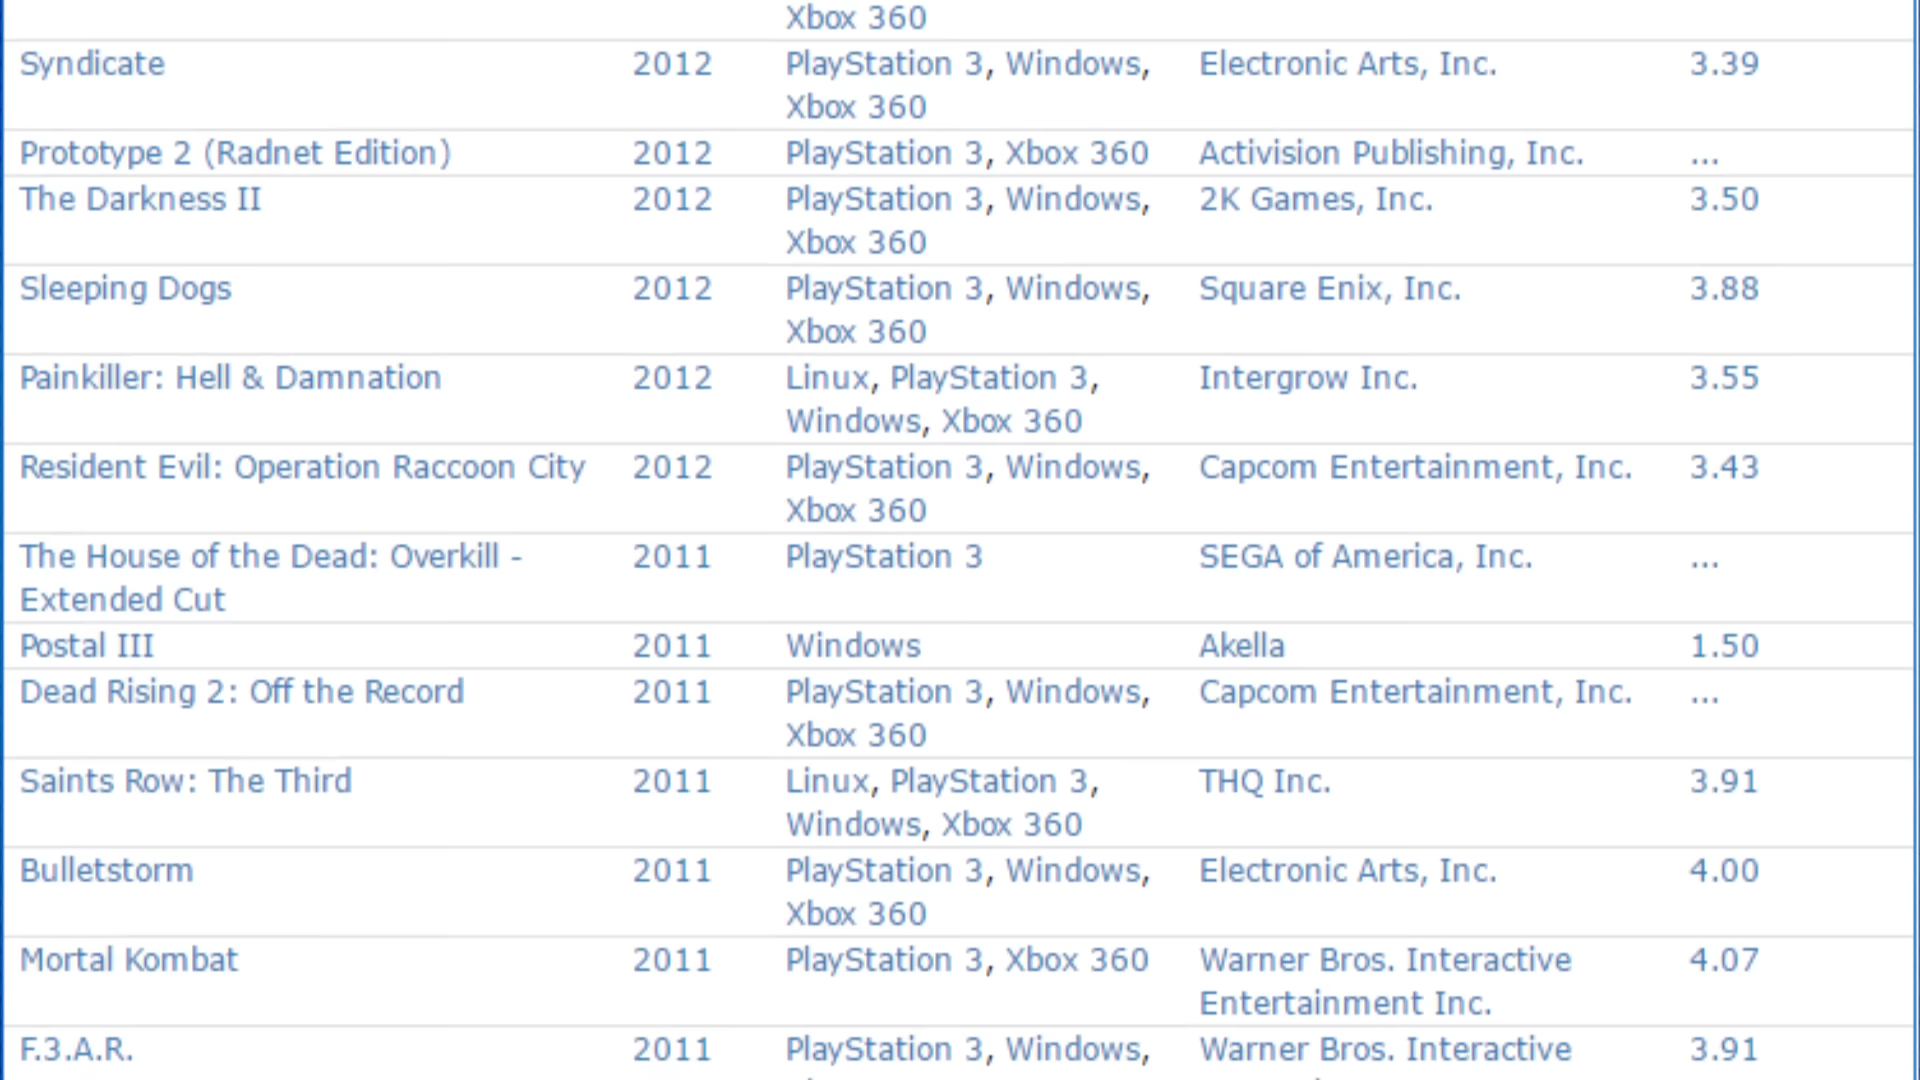 Xbox 360
Syndicate 2012 PlayStation 3, Windows, Electronic Arts, Inc. 3.39
Xbox 360
Prototype 2 (Radnet Edition) 2012 PlayStation 3, Xbox 360 Activision Publishing, Inc. ...
The Darkness II 2012 PlayStation 3, Windows, 2K Games, Inc. 3.50
Xbox 360
Sleeping Dogs 2012 PlayStation 3, Windows, Square Enix, Inc. 3.88
Xbox 360
Painkiller: Hell & Damnation 2012 Linux, PlayStation 3, Intergrow Inc. 3.55
Windows, Xbox 360
Resident Evil: Operation Raccoon City 2012 PlayStation 3, Windows, Capcom Entertainment, Inc. 3.43
Xbox 360
The House of the Dead: Overkill - 2011 PlayStation 3 SEGA of America, Inc. ...
Extended Cut
Postal III 2011 Windows Akella 1.50
Dead Rising 2: Off the Record 2011 PlayStation 3, Windows, Capcom Entertainment, Inc. ...
Xbox 360
Saints Row: The Third 2011 Linux, PlayStation 3, THQ Inc. 3.91
Windows, Xbox 360
Bulletstorm 2011 PlayStation 3, Windows, Electronic Arts, Inc. 4.00
Xbox 360
Mortal Kombat 2011 PlayStation 3, Xbox 360 Warner Bros. Interactive 4.07
Entertainment Inc.
F.3.A.R. 2011 PlayStation 3, Windows, Warner Bros. Interactive 3.91